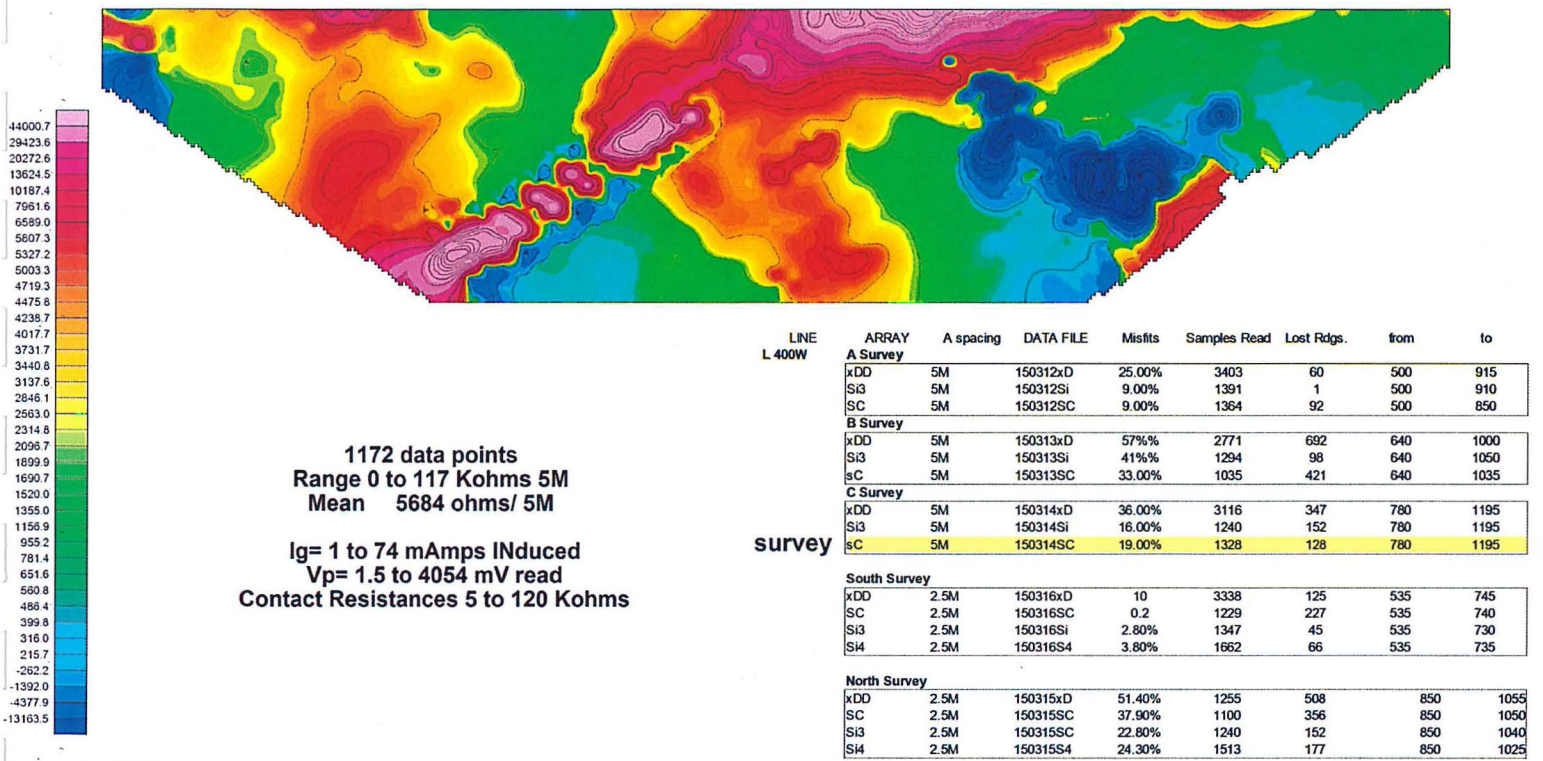 44000.7
29423.6
20272.6
13624.5
10187.4
7961.6
6589.0
5807.3
5327.2
5003.3
4719.3
4475.8
4238.7
4017.7
3731.7
3440.8
3137.6
2846.1
2563.0
2314.8
2096.7
1899.9
1690.7
1520.0
1355.0
1156.9
955.2
781.4
651.6
560.8
486.4
399.8
316.0
215.7
-262.2
-1392.0
-4377.9
-13163.5
1172 data points
Range 0 to 117 Kohms 5M
Mean 5684 ohms/ 5M
Ig= 1 to 74 mAmps INduced
Vp= 1.5 to 4054 mV read
Contact Resistances 5 to 120 Kohms
LINE ARRAY A spacing DATA FILE Misfits Samples Read Lost Rdgs. from to
L 400W A Survey
xDD 5M 150312xD 25.00% 3403 60 500 915
Si3 5M 150312Si 9.00% 1391 1 500 910
SC 5M 150312SC 9.00% 1364 92 500 850
B Survey
xDD 5M 150313xD 57%% 2771 692 640 1000
Si3 5M 150313Si 41%% 1294 98 640 1050
sC 5M 150313SC 33.00% 1035 421 640 1035
C Survey
xDD 5M 150314xD 36.00% 3116 347 780 1195
Si3 5M 150314Si 16.00% 1240 152 780 1195
survey sC 5M 150314SC 19.00% 1328 128 780 1195
South Survey
xDD 2.5M 150316xD 10 3338 125 535 745
SC 2.5M 150316SC 0.2 1229 227 535 740
Si3 2.5M 150316Si 2.80% 1347 45 535 730
Si4 2.5M 150316S4 3.80% 1662 66 535 735
North Survey
xDD 2.5M 150315xD 51.40% 1255 508 850 1055
SC 2.5M 150315SC 37.90% 1100 356 850 1050
Si3 2.5M 150315SC 22.80% 1240 152 850 1040
Si4 2.5M 150315S4 24.30% 1513 177 850 1025